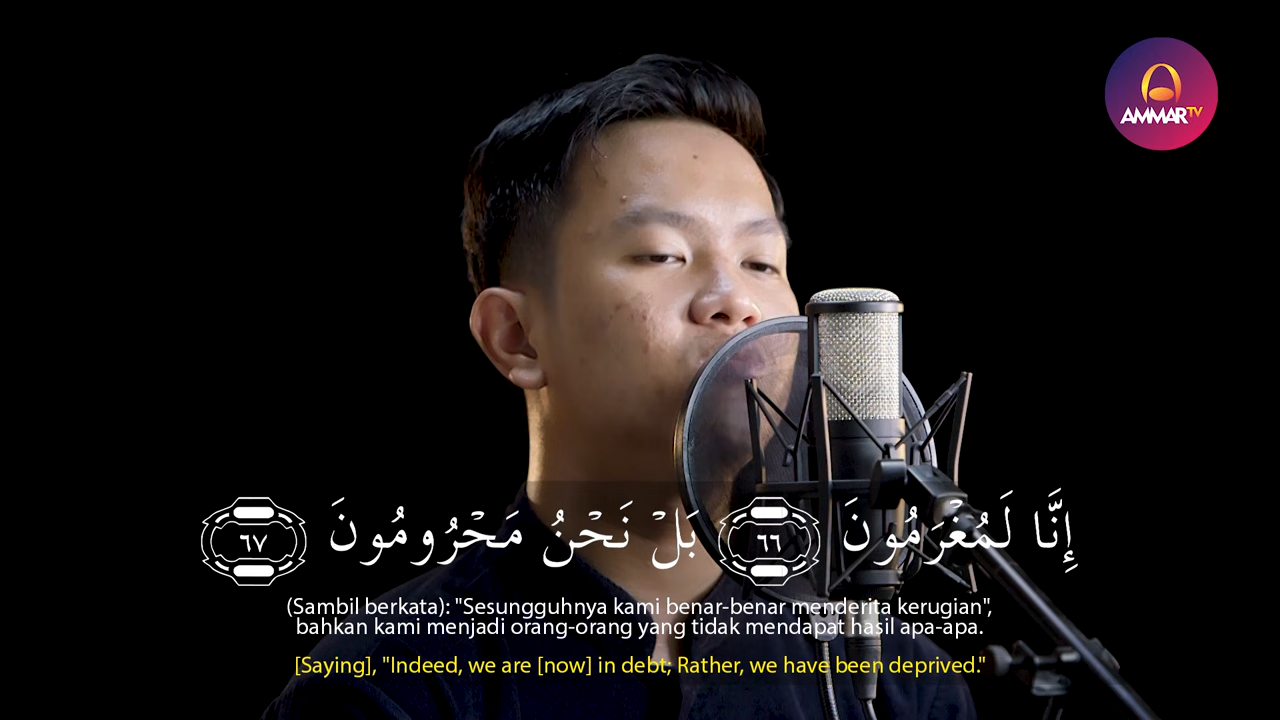 AMMARTV
إِنَّا لَمُغْرَمُونَ ٦٦ بَلْ نَحْنُ مَحْرُومُونَ ٦٧
(Sambil berkata): "Sesungguhnya kami benar-benar menderita kerugian",
bahkan kami menjadi orang-orang yang tidak mendapat hasil apa-apa.
[Saying], "Indeed, we are [now] in debt; Rather, we have been deprived."